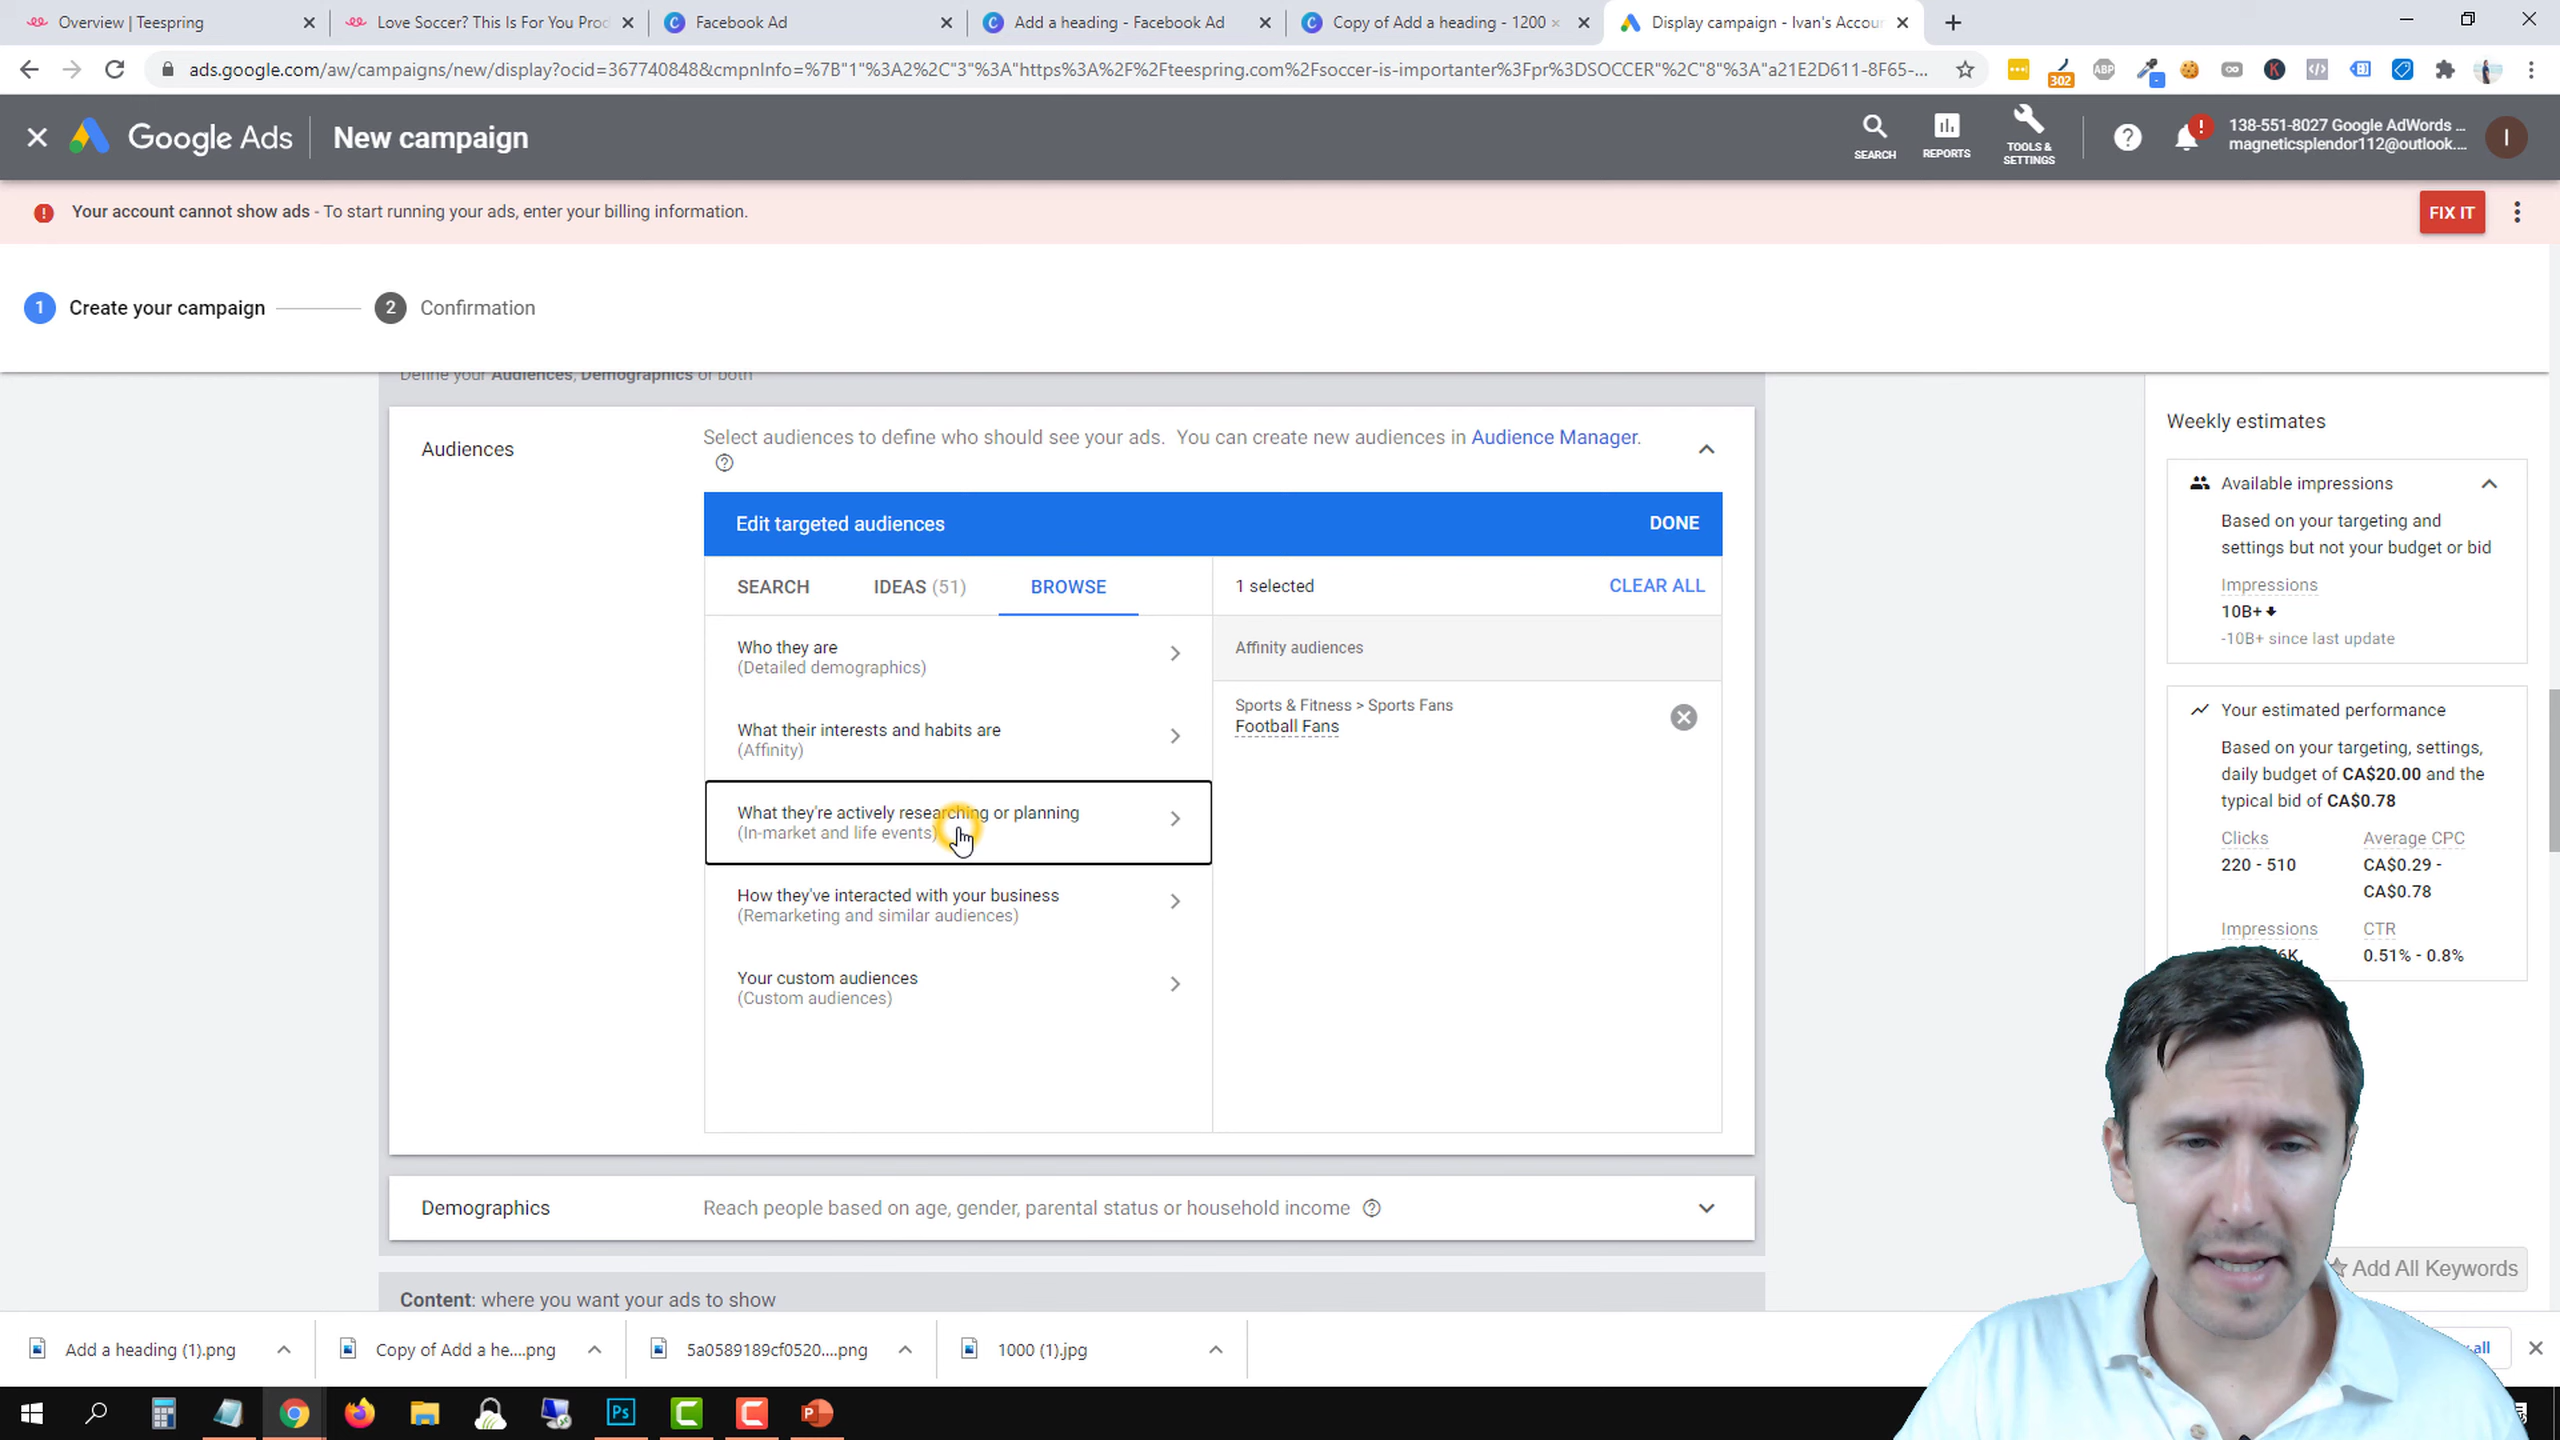 Overview | Teespring
Love Soccer? This Is For You Prod
Facebook Ad
Add a heading - Facebook Ad
Copy of Add a heading - 1200 ×
Display campaign - Ivan's Accou
ads.google.com/aw/campaigns/new/display?ocid=367740848&cmpnInfo=%7B"1"%3A2%2C"3"%3A"https%3A%2F%2Fteespring.com%2Fsoccer-is-importanter%3Fpr%3DSOCCER"%2C"8"%3A"a21E2D611-8F65-...
302
ABP
Google Ads
New campaign
SEARCH
REPORTS
TOOLS &
SETTINGS
138-551-8027 Google AdWords ...
magneticsplendor112@outlook....
I
Your account cannot show ads - To start running your ads, enter your billing information.
FIX IT
1 Create your campaign
2 Confirmation
Define your Audiences, Demographics or both
Audiences
Select audiences to define who should see your ads. You can create new audiences in Audience Manager.
Edit targeted audiences
DONE
SEARCH
IDEAS (51)
BROWSE
1 selected
CLEAR ALL
Who they are
(Detailed demographics)
What their interests and habits are
(Affinity)
What they're actively researching or planning
(In-market and life events)
How they've interacted with your business
(Remarketing and similar audiences)
Your custom audiences
(Custom audiences)
Affinity audiences
Sports & Fitness > Sports Fans
Football Fans
Demographics
Reach people based on age, gender, parental status or household income
Content: where you want your ads to show
Weekly estimates
Available impressions
Based on your targeting and
settings but not your budget or bid
Impressions
10B+
-10B+ since last update
Your estimated performance
Based on your targeting, settings,
daily budget of CA$20.00 and the
typical bid of CA$0.78
Clicks
Average CPC
220 - 510
CA$0.29 -
CA$0.78
Impressions
CTR
0.51% - 0.8%
Add All Keywords
Add a heading (1).png
Copy of Add a he....png
5a0589189cf0520....png
1000 (1).jpg
all
Ps